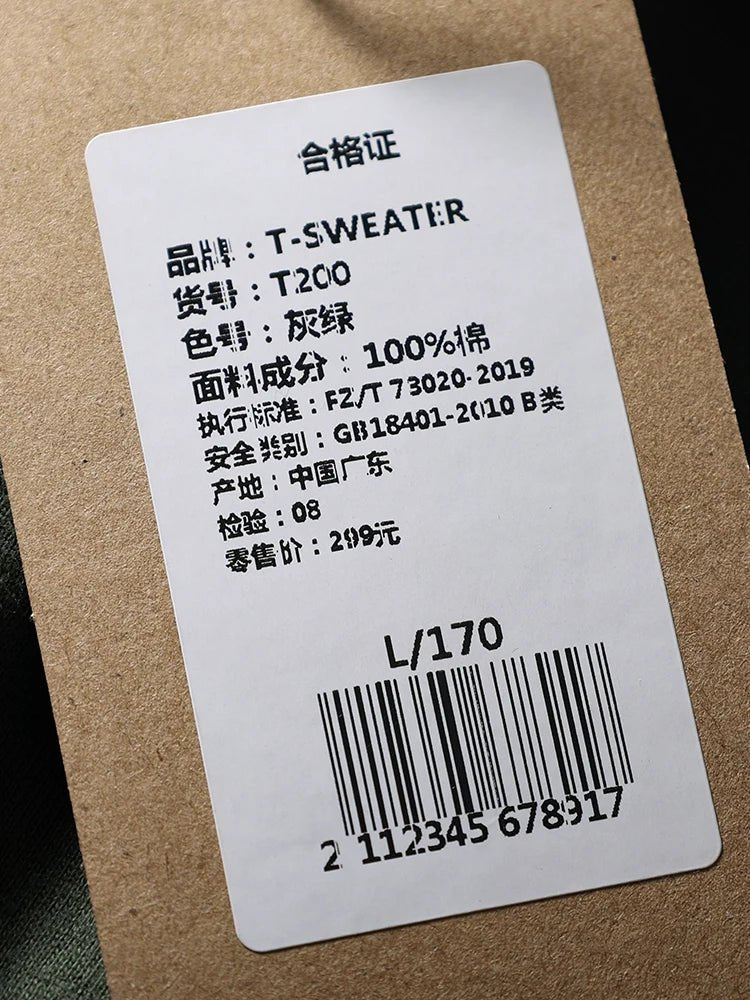 合格证
品牌：T-SWEATER
货号：T200
色号：灰绿
面料成分：100%棉
执行标准：FZ/T 73020-2019
安全类别：GB18401-2010 B类
产地：中国广东
检验：08
零售价：299元
L/170
2 112345 678917